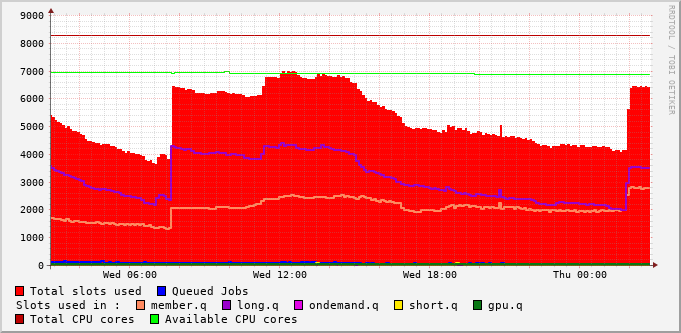 9000
8000
7000
6000
5000
4000
3000
2000
1000
0
Wed 06:00 Wed 12:00 Wed 18:00 Thu 00:00
RRDTOOL / TOBI OETIKER
Total slots used Queued Jobs
Slots used in : member.q long.q ondemand.q short.q gpu.q
Total CPU cores Available CPU cores